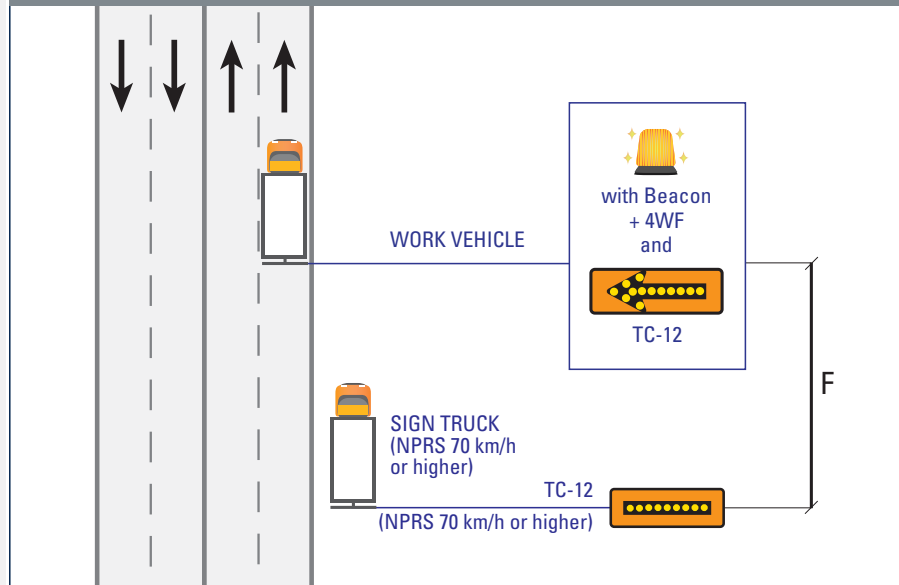 with Beacon
+ 4WF
and
WORK VEHICLE
TC-12
F
SIGN TRUCK
(NPRS 70 km/h
or higher)
TC-12
(NPRS 70 km/h or higher)